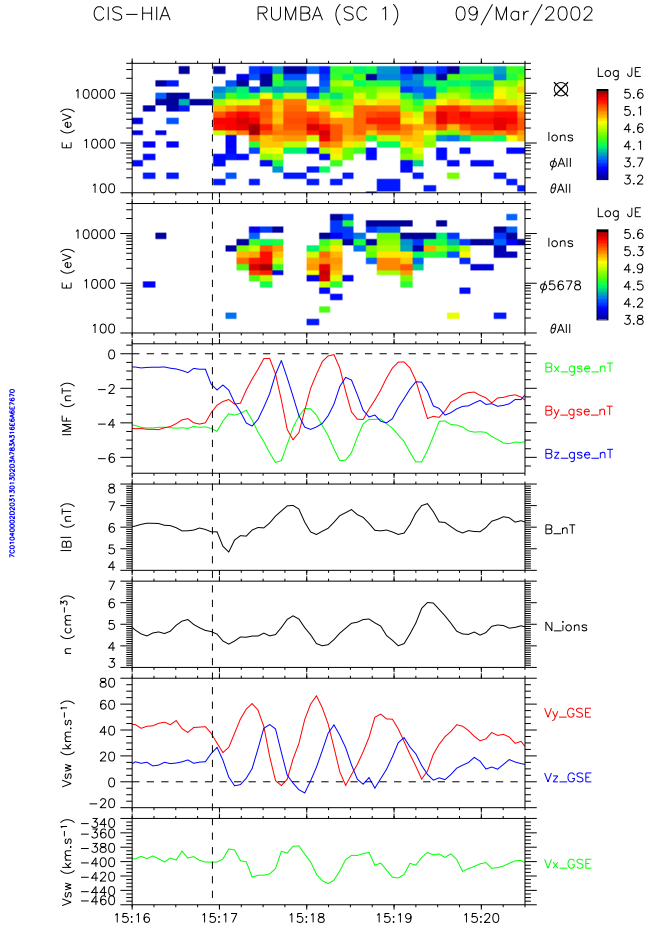 CIS-HIA RUMBA (SC 1) 09/Mar/2002
Log JE
E (eV)
10000
1000
100
Ions
ϕAll
θAll
5.6
5.1
4.6
4.1
3.7
3.2
Log JE
E (eV)
10000
1000
100
Ions
ϕ5678
θAll
5.6
5.3
4.9
4.5
4.2
3.8
IMF (nT)
0
−2
−4
−6
Bx_gse_nT
By_gse_nT
Bz_gse_nT
|B| (nT)
8
7
6
5
4
B_nT
n (cm⁻³)
7
6
5
4
3
N_ions
Vsw (km.s⁻¹)
80
60
40
20
0
−20
Vy_GSE
Vz_GSE
Vsw (km.s⁻¹)
−340
−360
−380
−400
−420
−440
−460
Vx_GSE
15:16 15:17 15:18 15:19 15:20